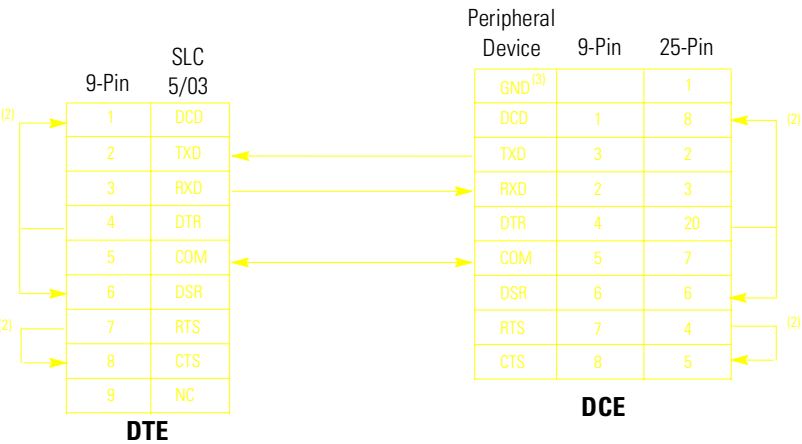 Peripheral
Device 9-Pin 25-Pin
SLC
9-Pin 5/03
GND(3) 1
(2) 1 DCD DCD 1 8 (2)
2 TXD TXD 3 2
3 RXD RXD 2 3
4 DTR DTR 4 20
5 COM COM 5 7
6 DSR DSR 6 6
(2) 7 RTS RTS 7 4 (2)
8 CTS CTS 8 5
9 NC
DTE DCE